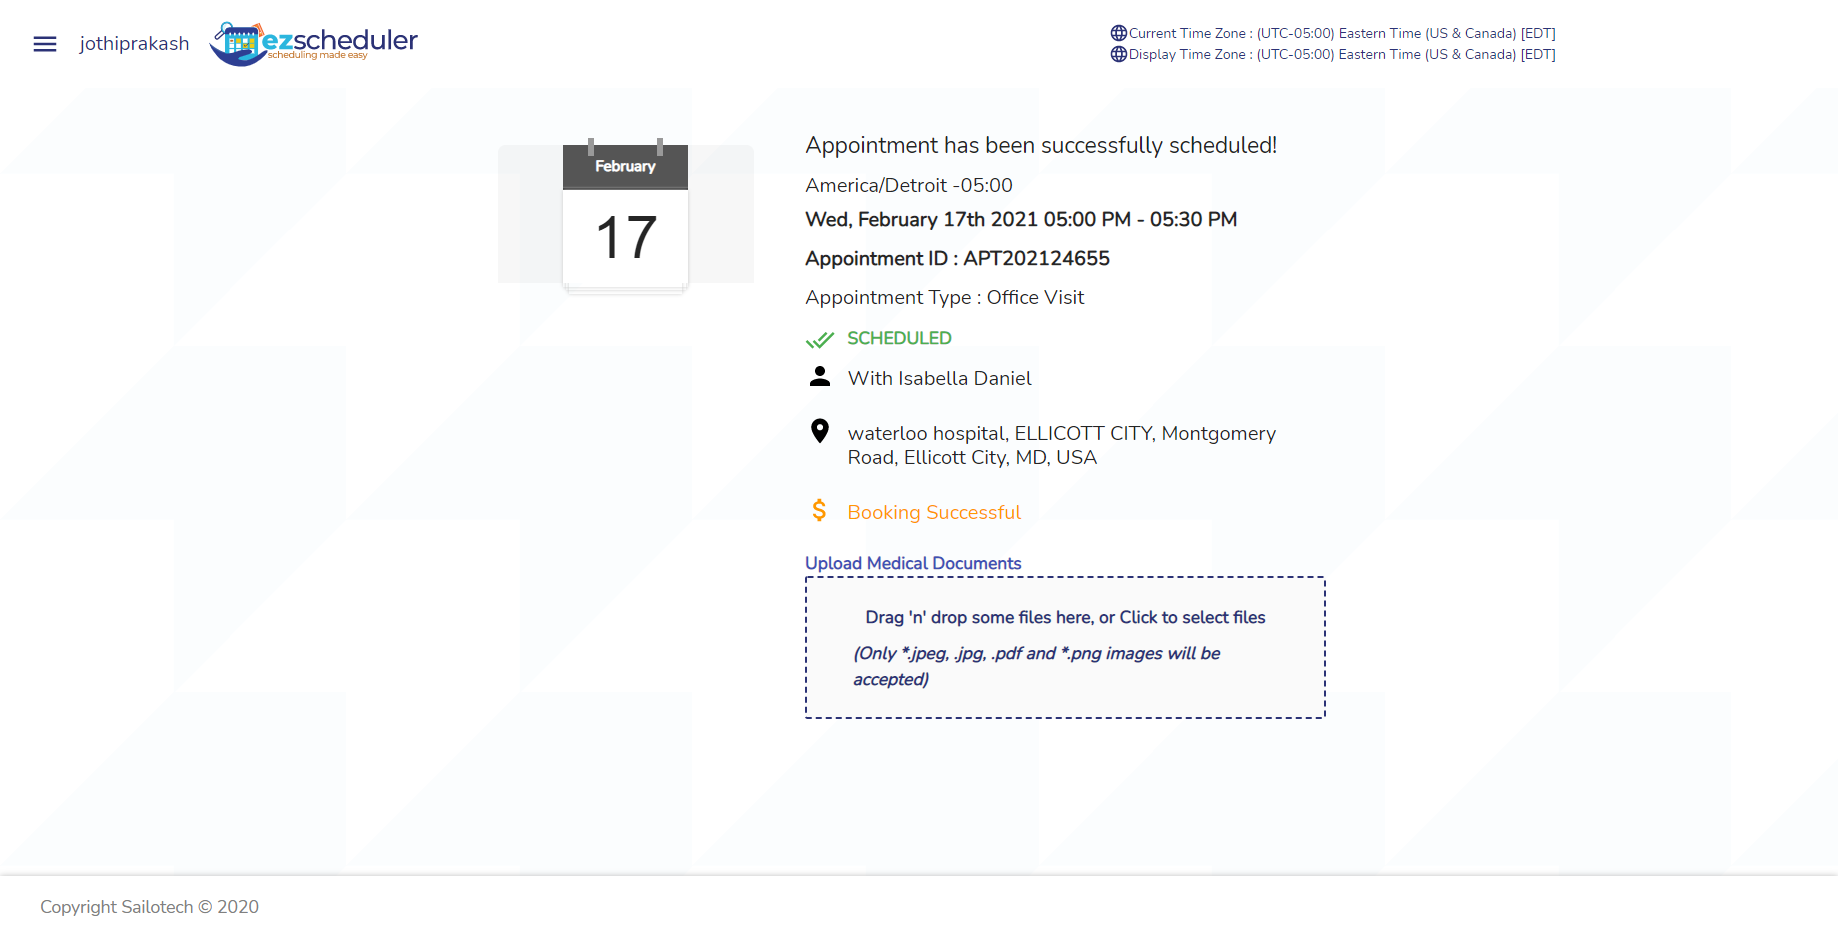 jothiprakash
ezscheduler
scheduling made easy
Current Time Zone : (UTC-05:00) Eastern Time (US & Canada) [EDT]
Display Time Zone : (UTC-05:00) Eastern Time (US & Canada) [EDT]
February
17
Appointment has been successfully scheduled!
America/Detroit -05:00
Wed, February 17th 2021 05:00 PM - 05:30 PM
Appointment ID : APT202124655
Appointment Type : Office Visit
SCHEDULED
With Isabella Daniel
waterloo hospital, ELLICOTT CITY, Montgomery
Road, Ellicott City, MD, USA
$ Booking Successful
Upload Medical Documents
Drag 'n' drop some files here, or Click to select files
(Only *.jpeg, .jpg, .pdf and *.png images will be
accepted)
Copyright Sailotech © 2020